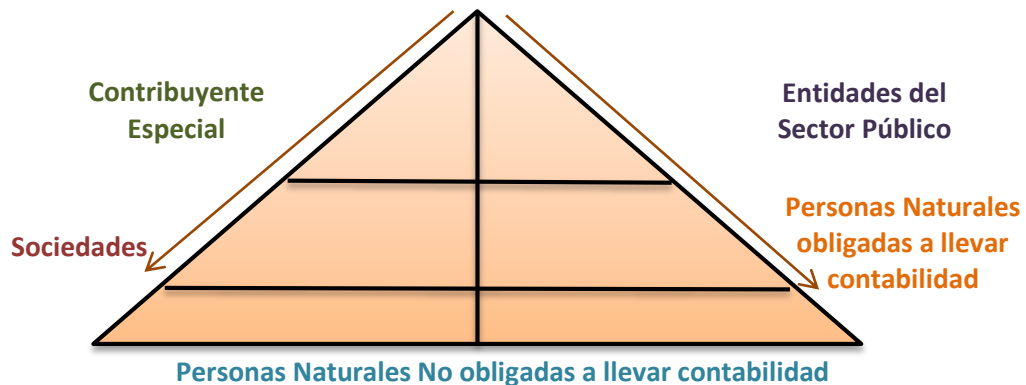 Contribuyente
Especial
Entidades del
Sector Público
Sociedades
Personas Naturales
obligadas a llevar
contabilidad
Personas Naturales No obligadas a llevar contabilidad